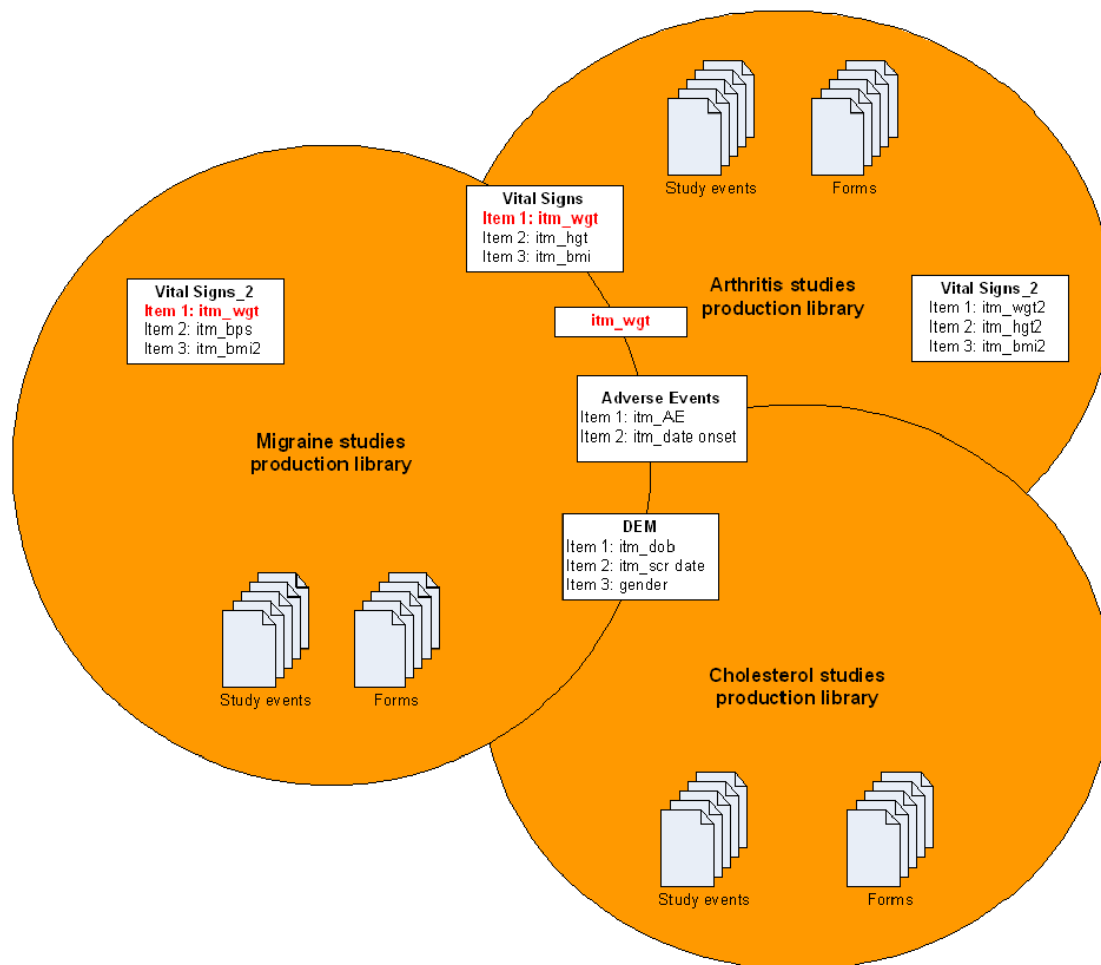 Study events
Forms
Vital Signs
Item 1: itm_wgt
Item 2: itm_hgt
Item 3: itm_bmi
Vital Signs_2
Item 1: itm_wgt
Item 2: itm_bps
Item 3: itm_bmi2
Arthritis studies
production library
Vital Signs_2
Item 1: itm_wgt2
Item 2: itm_hgt2
Item 3: itm_bmi2
itm_wgt
Adverse Events
Item 1: itm_AE
Item 2: itm_date onset
Migraine studies
production library
DEM
Item 1: itm_dob
Item 2: itm_scr date
Item 3: gender
Study events
Forms
Cholesterol studies
production library
Study events
Forms